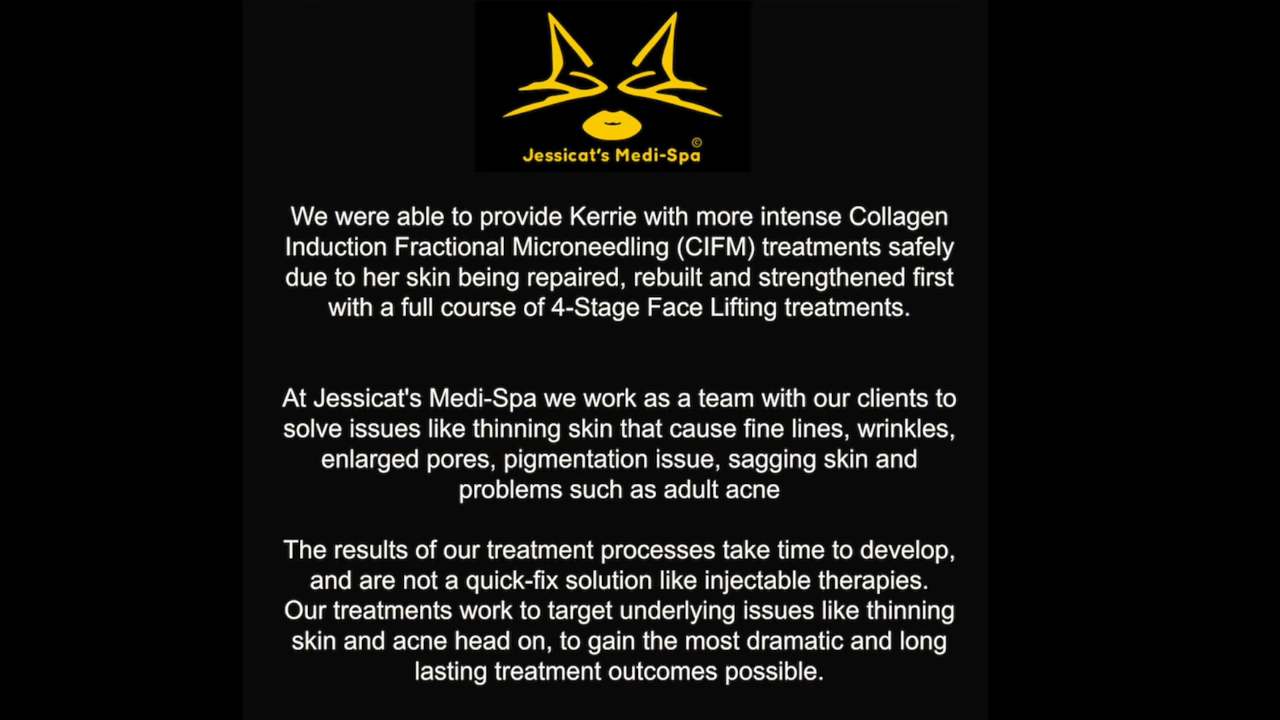 ©
Jessicat's Medi-Spa
We were able to provide Kerrie with more intense Collagen
Induction Fractional Microneedling (CIFM) treatments safely
due to her skin being repaired, rebuilt and strengthened first
with a full course of 4-Stage Face Lifting treatments.
At Jessicat's Medi-Spa we work as a team with our clients to
solve issues like thinning skin that cause fine lines, wrinkles,
enlarged pores, pigmentation issue, sagging skin and
problems such as adult acne
The results of our treatment processes take time to develop,
and are not a quick-fix solution like injectable therapies.
Our treatments work to target underlying issues like thinning
skin and acne head on, to gain the most dramatic and long
lasting treatment outcomes possible.